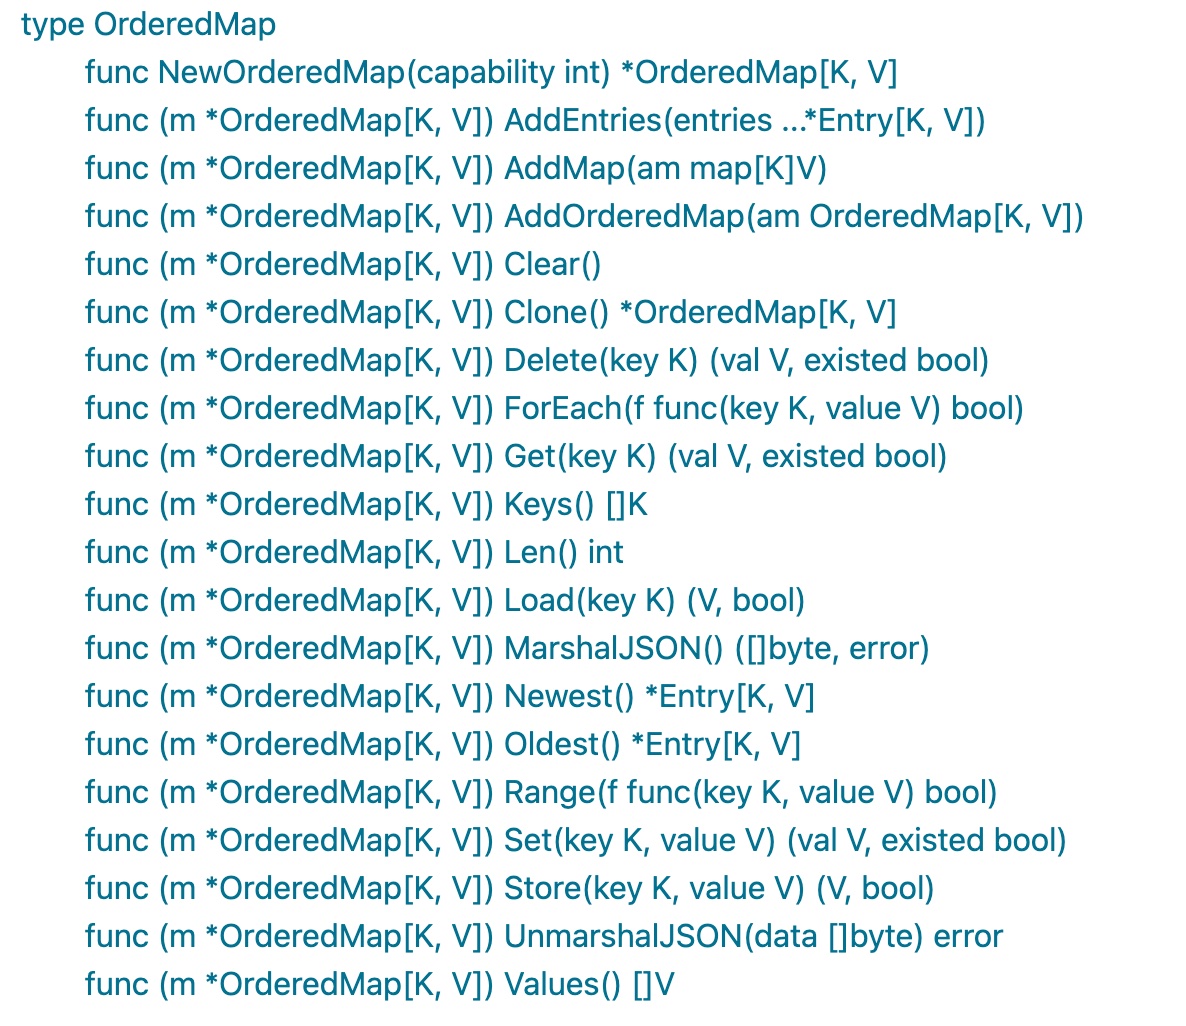 type OrderedMap
func NewOrderedMap(capability int) *OrderedMap[K, V]
func (m *OrderedMap[K, V]) AddEntries(entries ...*Entry[K, V])
func (m *OrderedMap[K, V]) AddMap(am map[K]V)
func (m *OrderedMap[K, V]) AddOrderedMap(am OrderedMap[K, V])
func (m *OrderedMap[K, V]) Clear()
func (m *OrderedMap[K, V]) Clone() *OrderedMap[K, V]
func (m *OrderedMap[K, V]) Delete(key K) (val V, existed bool)
func (m *OrderedMap[K, V]) ForEach(f func(key K, value V) bool)
func (m *OrderedMap[K, V]) Get(key K) (val V, existed bool)
func (m *OrderedMap[K, V]) Keys() []K
func (m *OrderedMap[K, V]) Len() int
func (m *OrderedMap[K, V]) Load(key K) (V, bool)
func (m *OrderedMap[K, V]) MarshalJSON() ([]byte, error)
func (m *OrderedMap[K, V]) Newest() *Entry[K, V]
func (m *OrderedMap[K, V]) Oldest() *Entry[K, V]
func (m *OrderedMap[K, V]) Range(f func(key K, value V) bool)
func (m *OrderedMap[K, V]) Set(key K, value V) (val V, existed bool)
func (m *OrderedMap[K, V]) Store(key K, value V) (V, bool)
func (m *OrderedMap[K, V]) UnmarshalJSON(data []byte) error
func (m *OrderedMap[K, V]) Values() []V